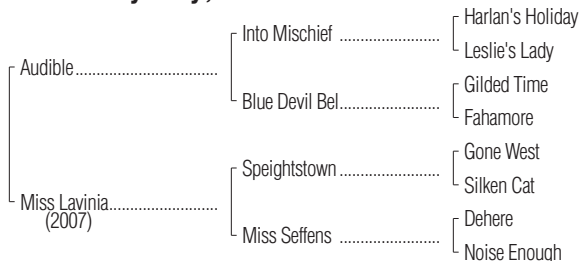 Harlan's Holiday
Into Mischief ........................
Leslie's Lady
Audible ..................................
Gilded Time
Blue Devil Bel ........................
Fahamore
Gone West
Speightstown ........................
Silken Cat
Miss Lavinia ..........................
(2007)
Dehere
Miss Seffens ........................
Noise Enough